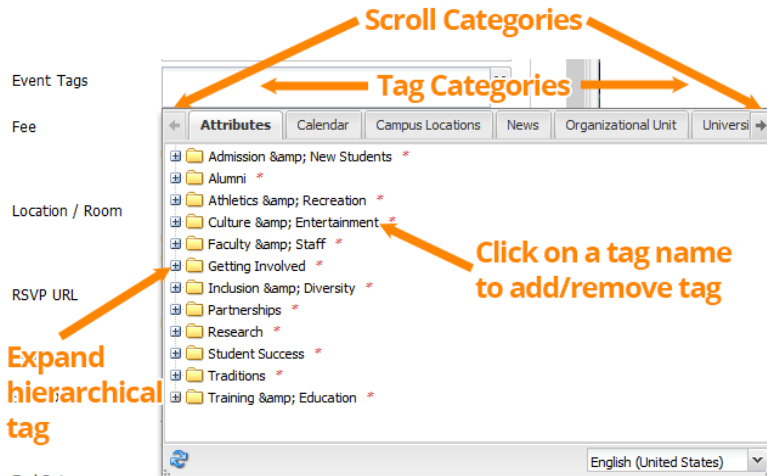 Scroll Categories
Event Tags
Tag Categories
Fee
Attributes Calendar Campus Locations News Organizational Unit Universi
Admission &amp; New Students *
Alumni *
Athletics &amp; Recreation *
Location / Room
Culture &amp; Entertainment *
Faculty &amp; Staff *
Click on a tag name
to add/remove tag
Getting Involved *
Inclusion &amp; Diversity *
RSVP URL
Partnerships *
Research *
Student Success *
Traditions *
Training &amp; Education *
Expand
hierarchical
tag
English (United States)